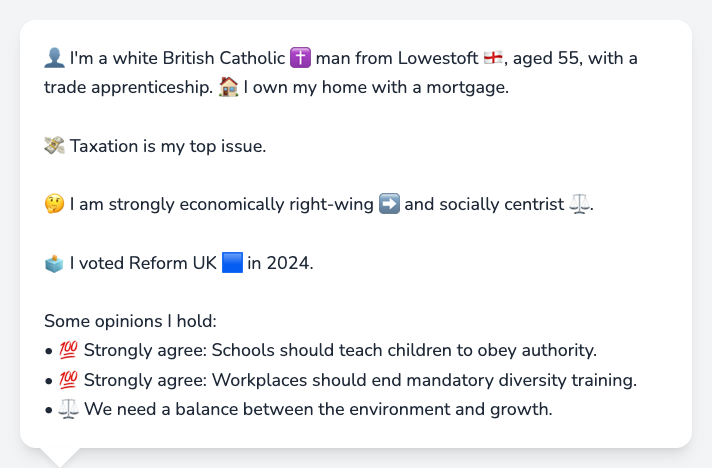 👤 I'm a white British Catholic ✝️ man from Lowestoft 🏴󠁧󠁢󠁥󠁮󠁧󠁿, aged 55, with a
trade apprenticeship. 🏠 I own my home with a mortgage.
💸 Taxation is my top issue.
🤔 I am strongly economically right-wing ➡️ and socially centrist ⚖️.
🗳️ I voted Reform UK 🟦 in 2024.
Some opinions I hold:
• 💯 Strongly agree: Schools should teach children to obey authority.
• 💯 Strongly agree: Workplaces should end mandatory diversity training.
• ⚖️ We need a balance between the environment and growth.